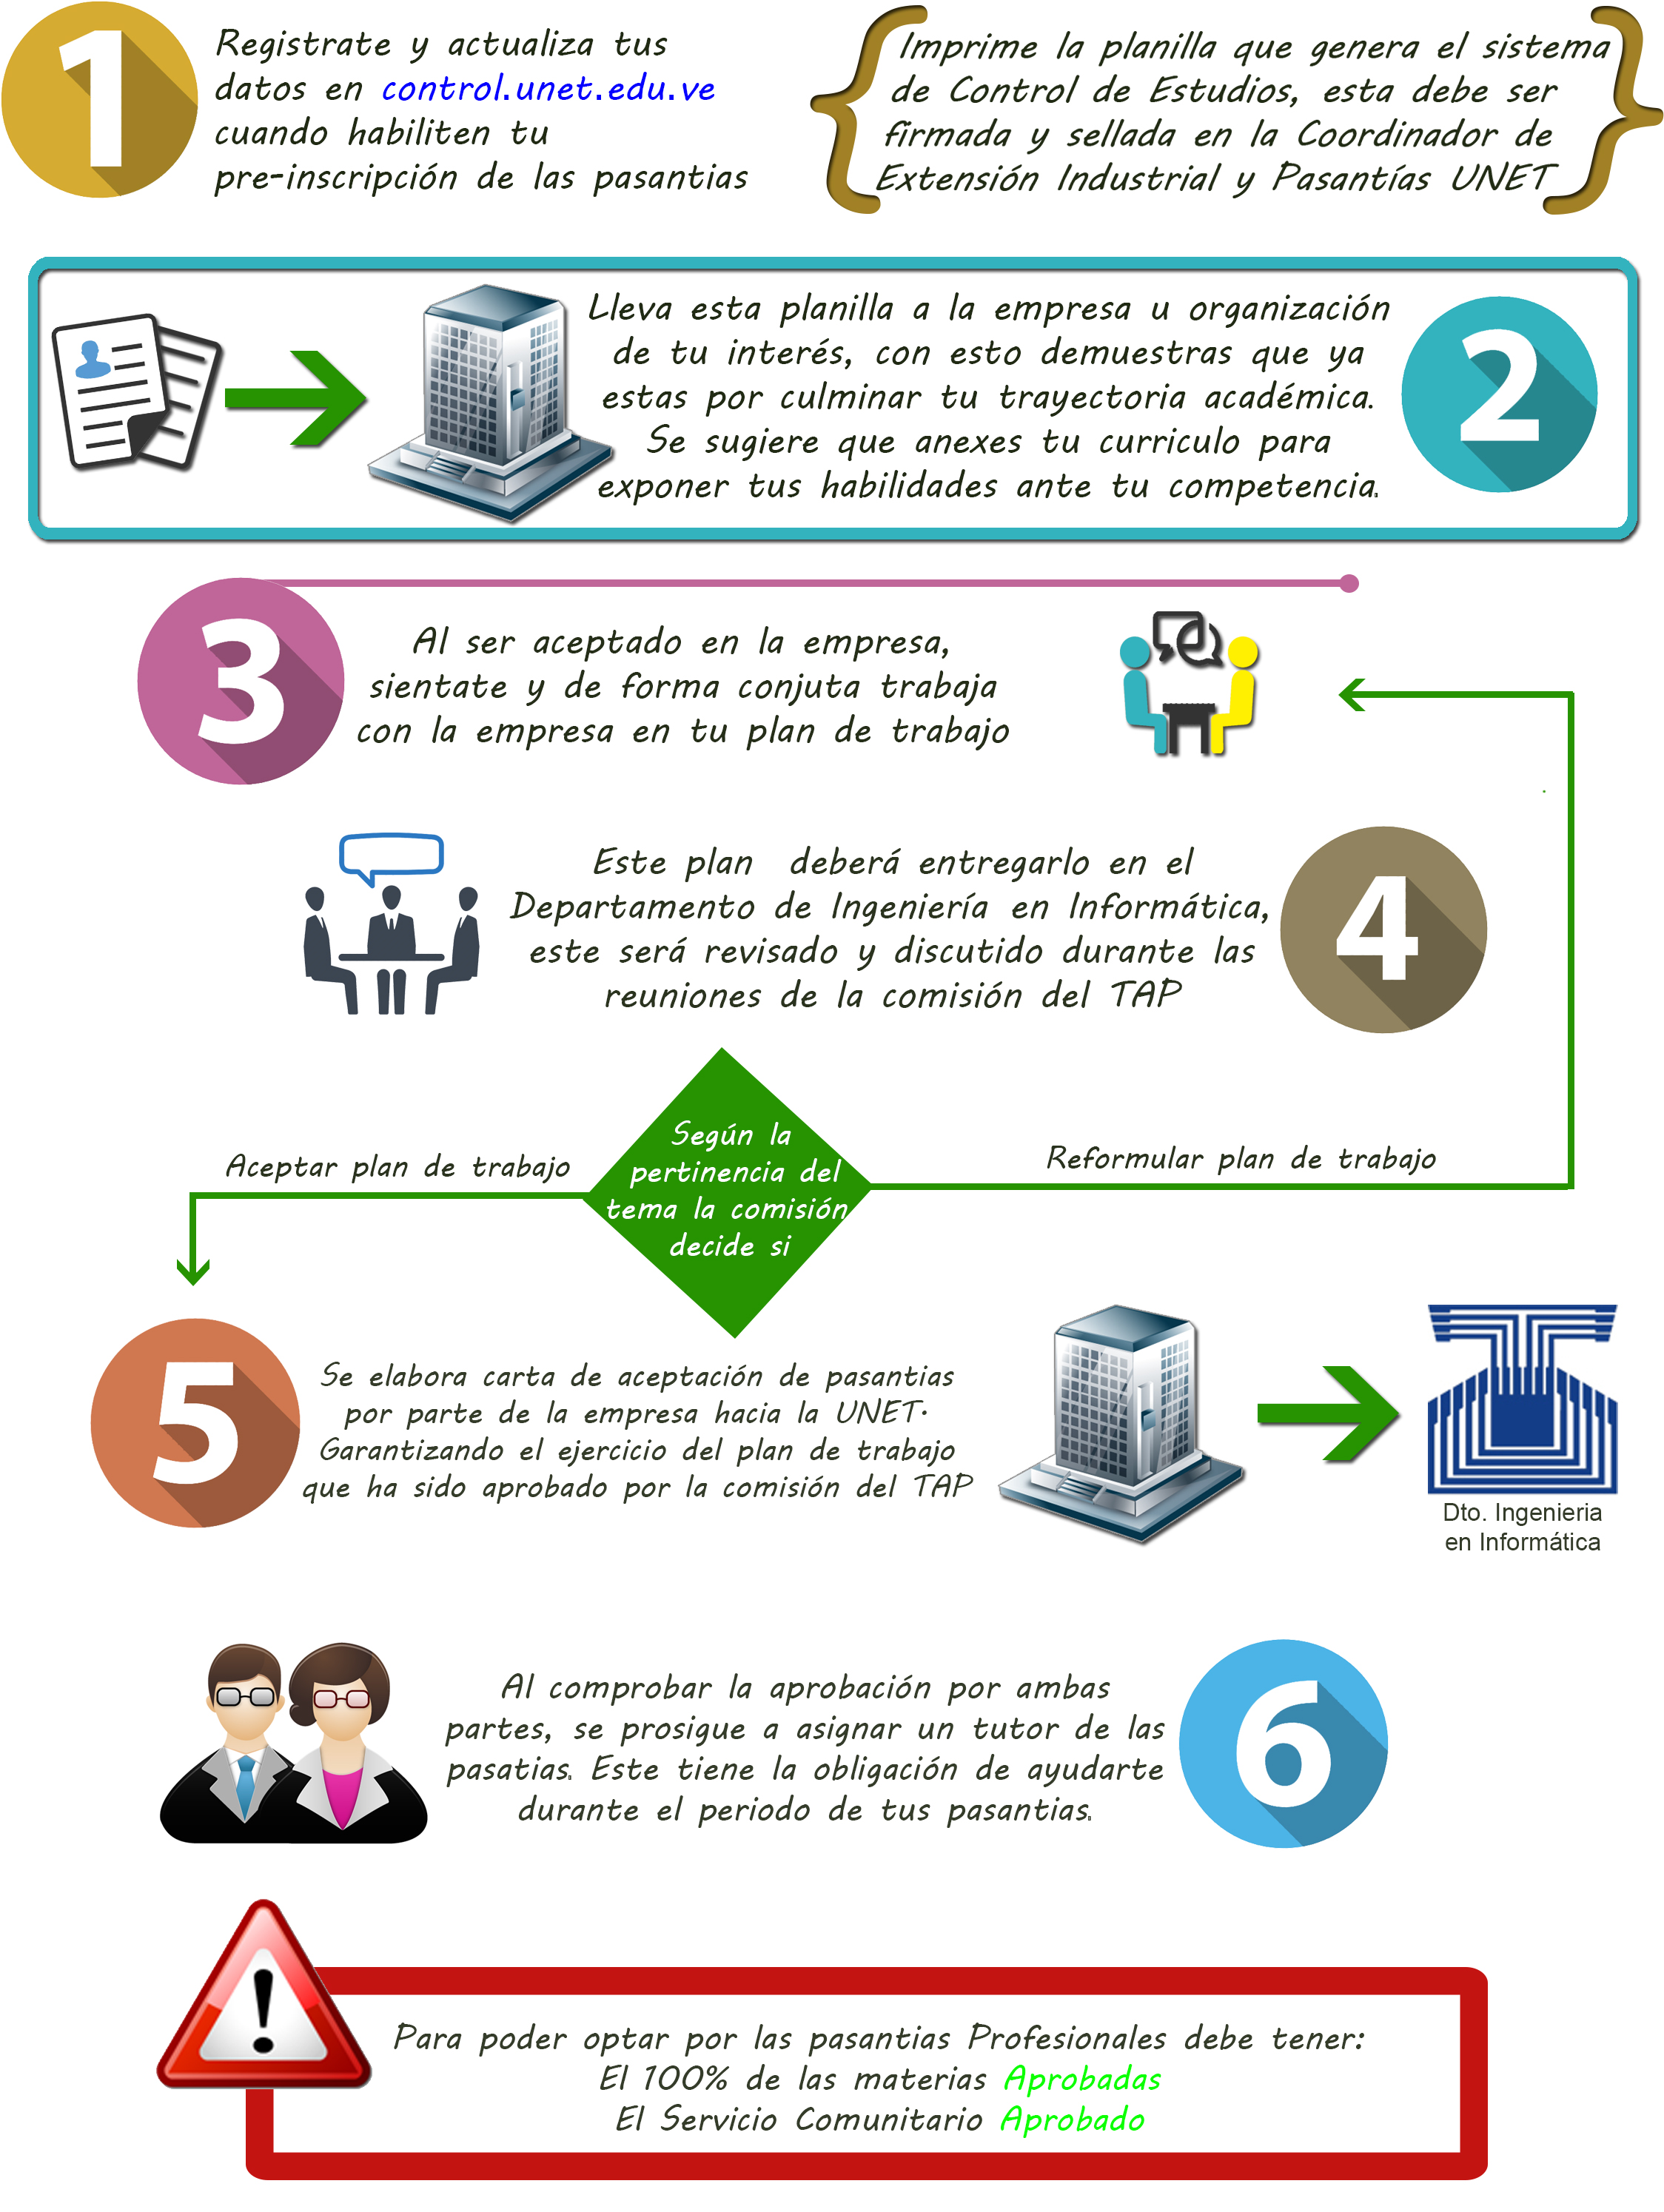 1
Registrate y actualiza tus
datos en control.unet.edu.ve
cuando habiliten tu
pre-inscripción de las pasantias
Imprime la planilla que genera el sistema
de Control de Estudios, esta debe ser
firmada y sellada en la Coordinador de
Extensión Industrial y Pasantías UNET
Lleva esta planilla a la empresa u organización
de tu interés, con esto demuestras que ya
estas por culminar tu trayectoria académica.
Se sugiere que anexes tu curriculo para
exponer tus habilidades ante tu competencia.
2
3
Al ser aceptado en la empresa,
sientate y de forma conjuta trabaja
con la empresa en tu plan de trabajo
Este plan deberá entregarlo en el
Departamento de Ingeniería en Informática,
este será revisado y discutido durante las
reuniones de la comisión del TAP
4
Según la
pertinencia del
tema la comisión
decide si
Aceptar plan de trabajo
Reformular plan de trabajo
5
Se elabora carta de aceptación de pasantias
por parte de la empresa hacia la UNET.
Garantizando el ejercicio del plan de trabajo
que ha sido aprobado por la comisión del TAP
Dto. Ingenieria
en Informática
Al comprobar la aprobación por ambas
partes, se prosigue a asignar un tutor de las
pasatias. Este tiene la obligación de ayudarte
durante el periodo de tus pasantias.
6
!
Para poder optar por las pasantias Profesionales debe tener:
El 100% de las materias Aprobadas
El Servicio Comunitario Aprobado